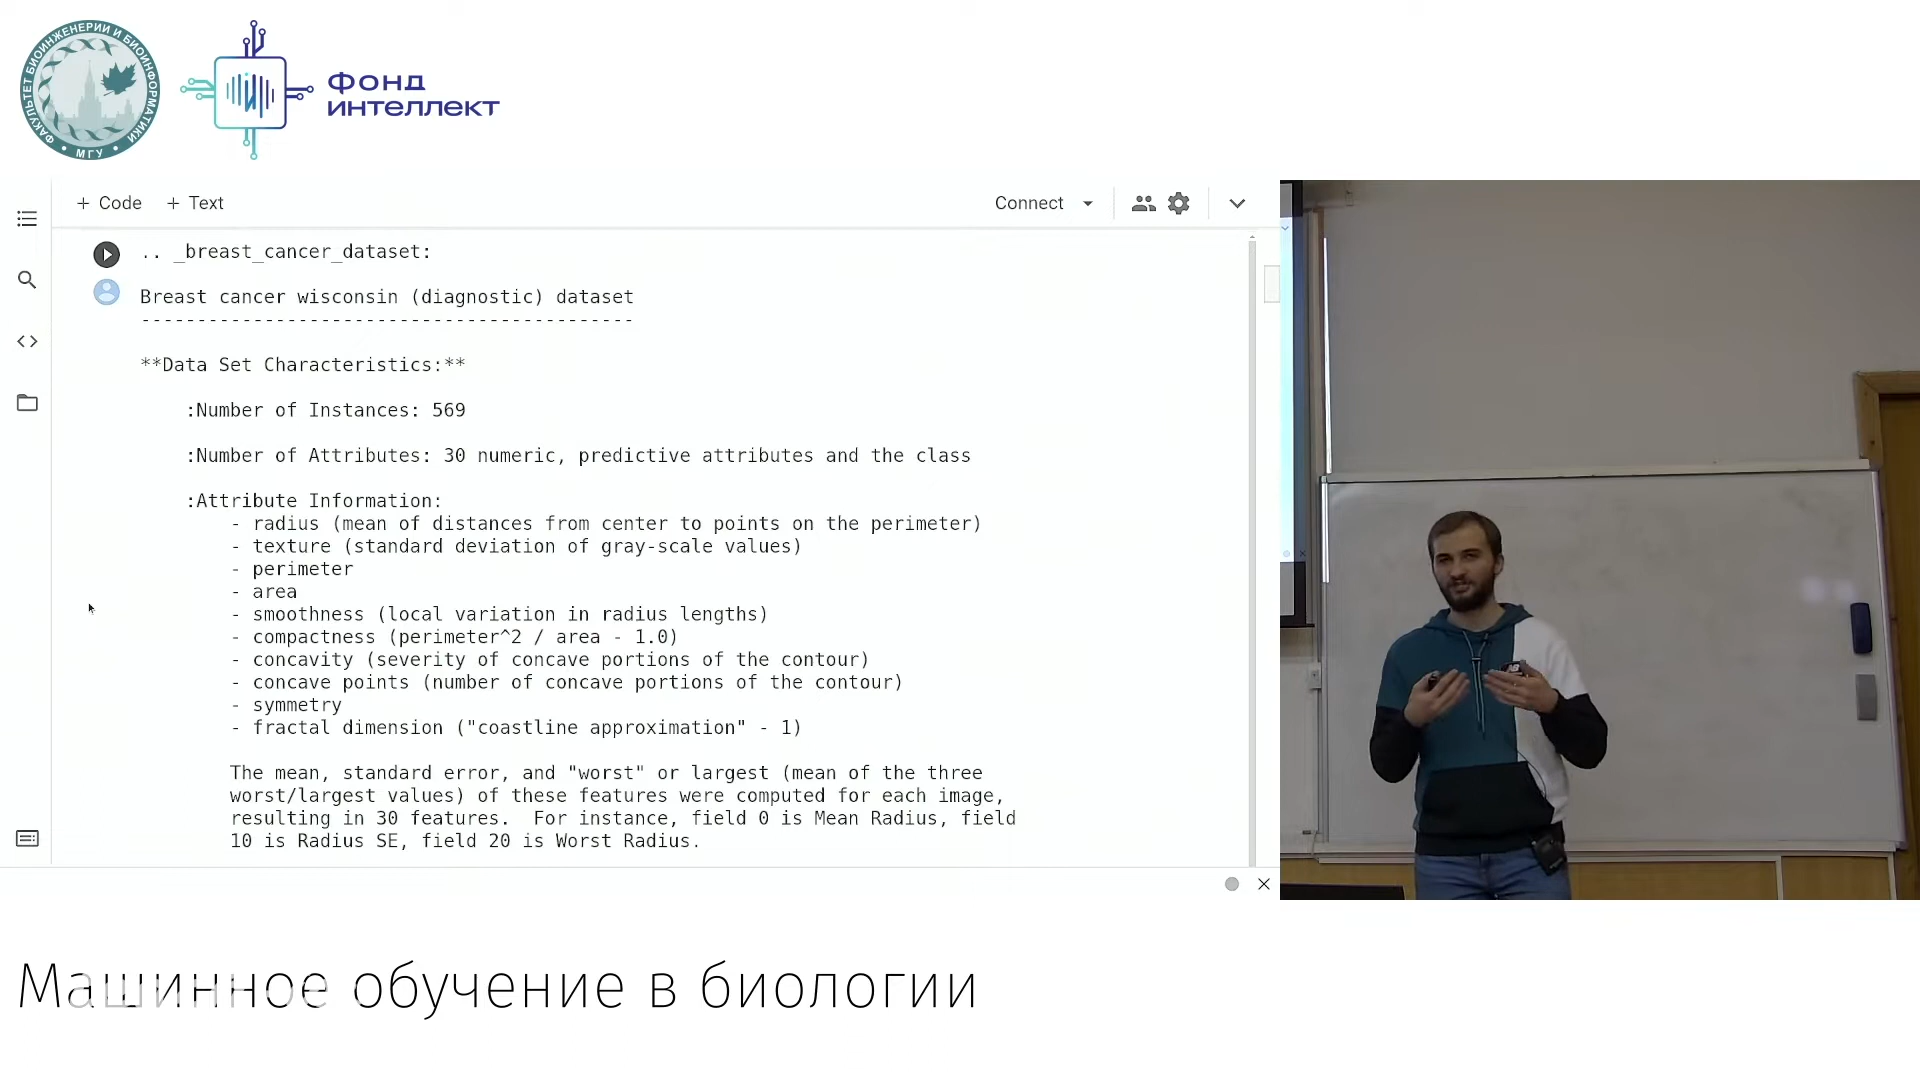 ФАКУЛЬТЕТ БИОИНЖЕНЕРИИ И БИОИНФОРМАТИКИ
• МГУ •
ФОНД
ИНТЕЛЛЕКТ
+ Code + Text
Connect
.. _breast_cancer_dataset:
Breast cancer wisconsin (diagnostic) dataset
--------------------------------------------
**Data Set Characteristics:**
:Number of Instances: 569
:Number of Attributes: 30 numeric, predictive attributes and the class
:Attribute Information:
- radius (mean of distances from center to points on the perimeter)
- texture (standard deviation of gray-scale values)
- perimeter
- area
- smoothness (local variation in radius lengths)
- compactness (perimeter^2 / area - 1.0)
- concavity (severity of concave portions of the contour)
- concave points (number of concave portions of the contour)
- symmetry
- fractal dimension ("coastline approximation" - 1)
The mean, standard error, and "worst" or largest (mean of the three
worst/largest values) of these features were computed for each image,
resulting in 30 features.  For instance, field 0 is Mean Radius, field
10 is Radius SE, field 20 is Worst Radius.
Машинное обучение в биологии